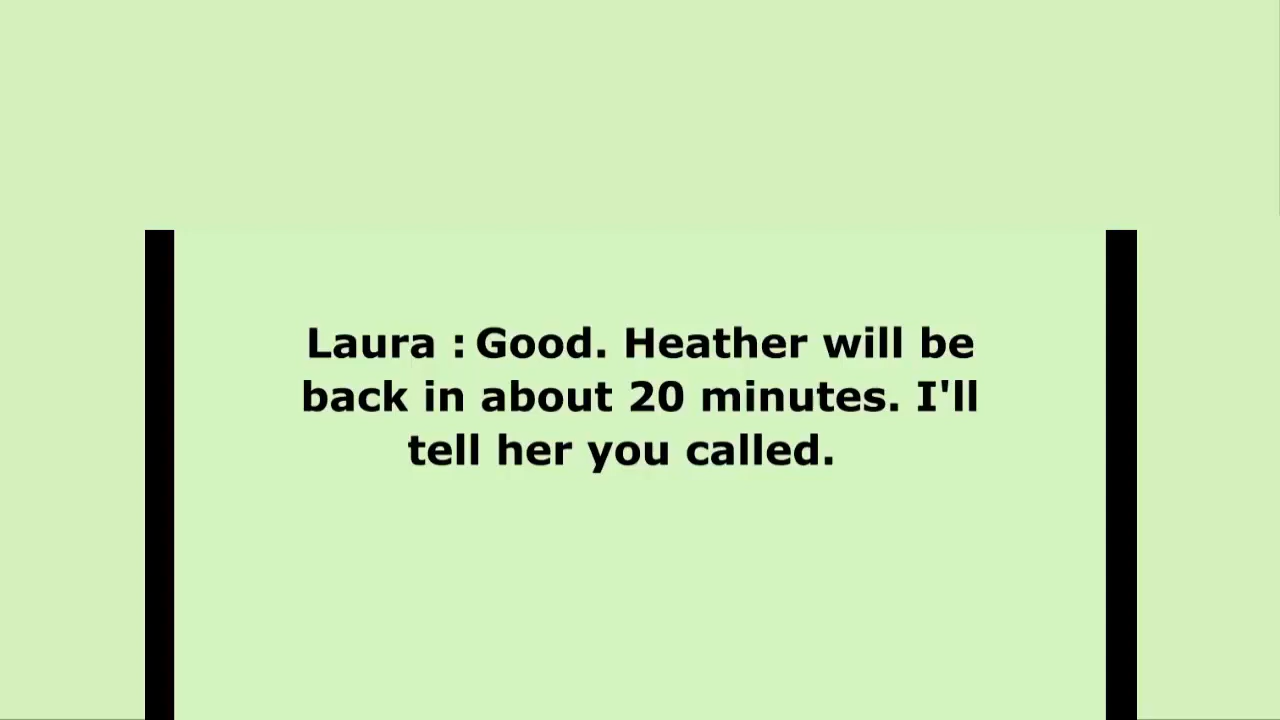 Laura : Good. Heather will be
back in about 20 minutes. I'll
tell her you called.